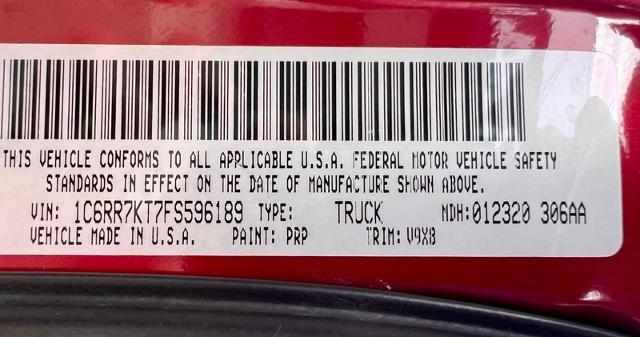 THIS VEHICLE CONFORMS TO ALL APPLICABLE U.S.A. FEDERAL MOTOR VEHICLE SAFETY
STANDARDS IN EFFECT ON THE DATE OF MANUFACTURE SHOWN ABOVE.
VIN: 1C6RR7KT7FS596189 TYPE: TRUCK MDH:012320 306AA
VEHICLE MADE IN U.S.A. PAINT: PRP TRIM: V9X8